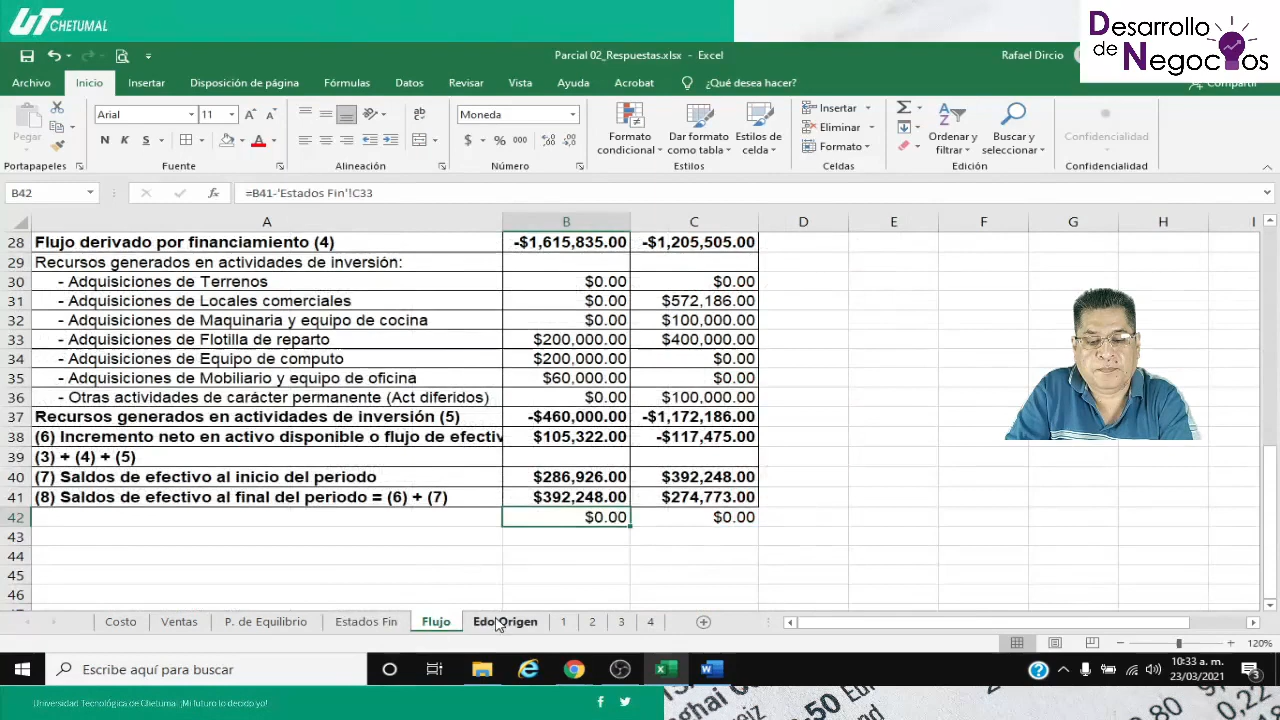 UT CHETUMAL
Desarrollo de Negocios
Parcial 02_Respuestas.xlsx - Excel
Rafael Dircio
Archivo Inicio Insertar Disposición de página Fórmulas Datos Revisar Vista Ayuda Acrobat ¿Qué desea hacer? Compartir
Pegar
Arial 11
N K S
ab
Moneda
$ % 000
Formato condicional
Dar formato como tabla
Estilos de celda
Insertar
Eliminar
Formato
Ordenar y filtrar
Buscar y seleccionar
Confidencialidad
Portapapeles Fuente Alineación Número Estilos Celdas Edición Confidencialidad
B42 fx =B41-'Estados Fin'!C33
A B C D E F G H I
28 Flujo derivado por financiamiento (4) -$1,615,835.00 -$1,205,505.00
29 Recursos generados en actividades de inversión:
30 - Adquisiciones de Terrenos $0.00 $0.00
31 - Adquisiciones de Locales comerciales $0.00 $572,186.00
32 - Adquisiciones de Maquinaria y equipo de cocina $0.00 $100,000.00
33 - Adquisiciones de Flotilla de reparto $200,000.00 $400,000.00
34 - Adquisiciones de Equipo de computo $200,000.00 $0.00
35 - Adquisiciones de Mobiliario y equipo de oficina $60,000.00 $0.00
36 - Otras actividades de carácter permanente (Act diferidos) $0.00 $100,000.00
37 Recursos generados en actividades de inversión (5) -$460,000.00 -$1,172,186.00
38 (6) Incremento neto en activo disponible o flujo de efectiv $105,322.00 -$117,475.00
39 (3) + (4) + (5)
40 (7) Saldos de efectivo al inicio del periodo $286,926.00 $392,248.00
41 (8) Saldos de efectivo al final del periodo = (6) + (7) $392,248.00 $274,773.00
42 $0.00 $0.00
43
44
45
46
Costo Ventas P. de Equilibrio Estados Fin Flujo Edo Origen 1 2 3 4
120%
Escribe aquí para buscar
10:33 a. m.
23/03/2021
3
Universidad Tecnológica de Chetumal ¡Mi futuro lo decido yo!